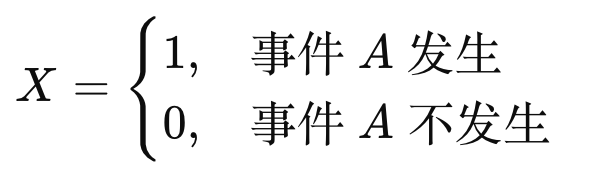 X = { 1, 事件 A 发生
0, 事件 A 不发生